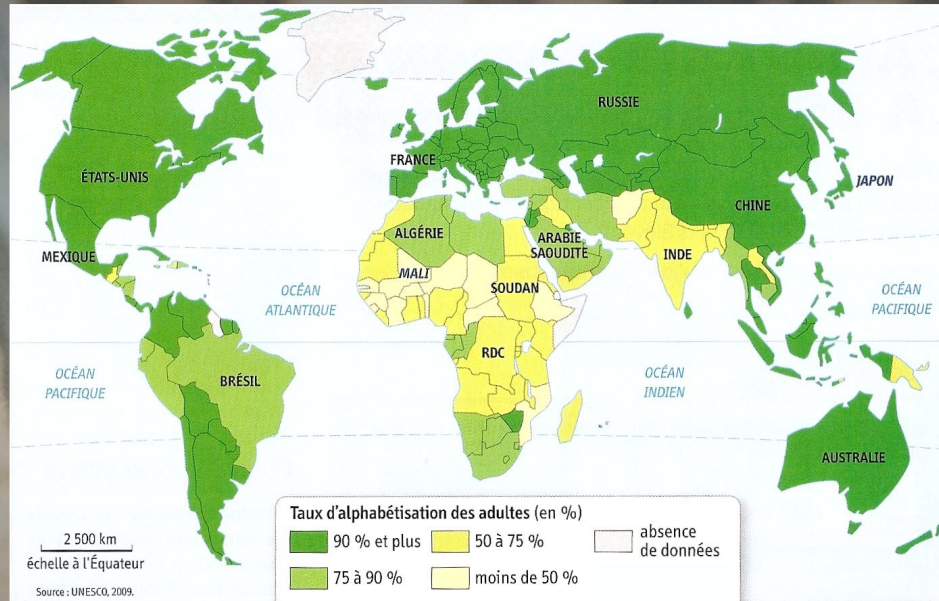 RUSSIE
FRANCE
ÉTATS-UNIS
JAPON
CHINE
ALGÉRIE
ARABIE
SAOUDITE
MEXIQUE
INDE
MALI
SOUDAN
OCÉAN
ATLANTIQUE
OCÉAN
PACIFIQUE
RDC
OCÉAN
PACIFIQUE
BRÉSIL
OCÉAN
INDIEN
AUSTRALIE
Taux d'alphabétisation des adultes (en %)
90 % et plus
50 à 75 %
absence
de données
75 à 90 %
moins de 50 %
2 500 km
échelle à l'Équateur
Source : UNESCO, 2009.